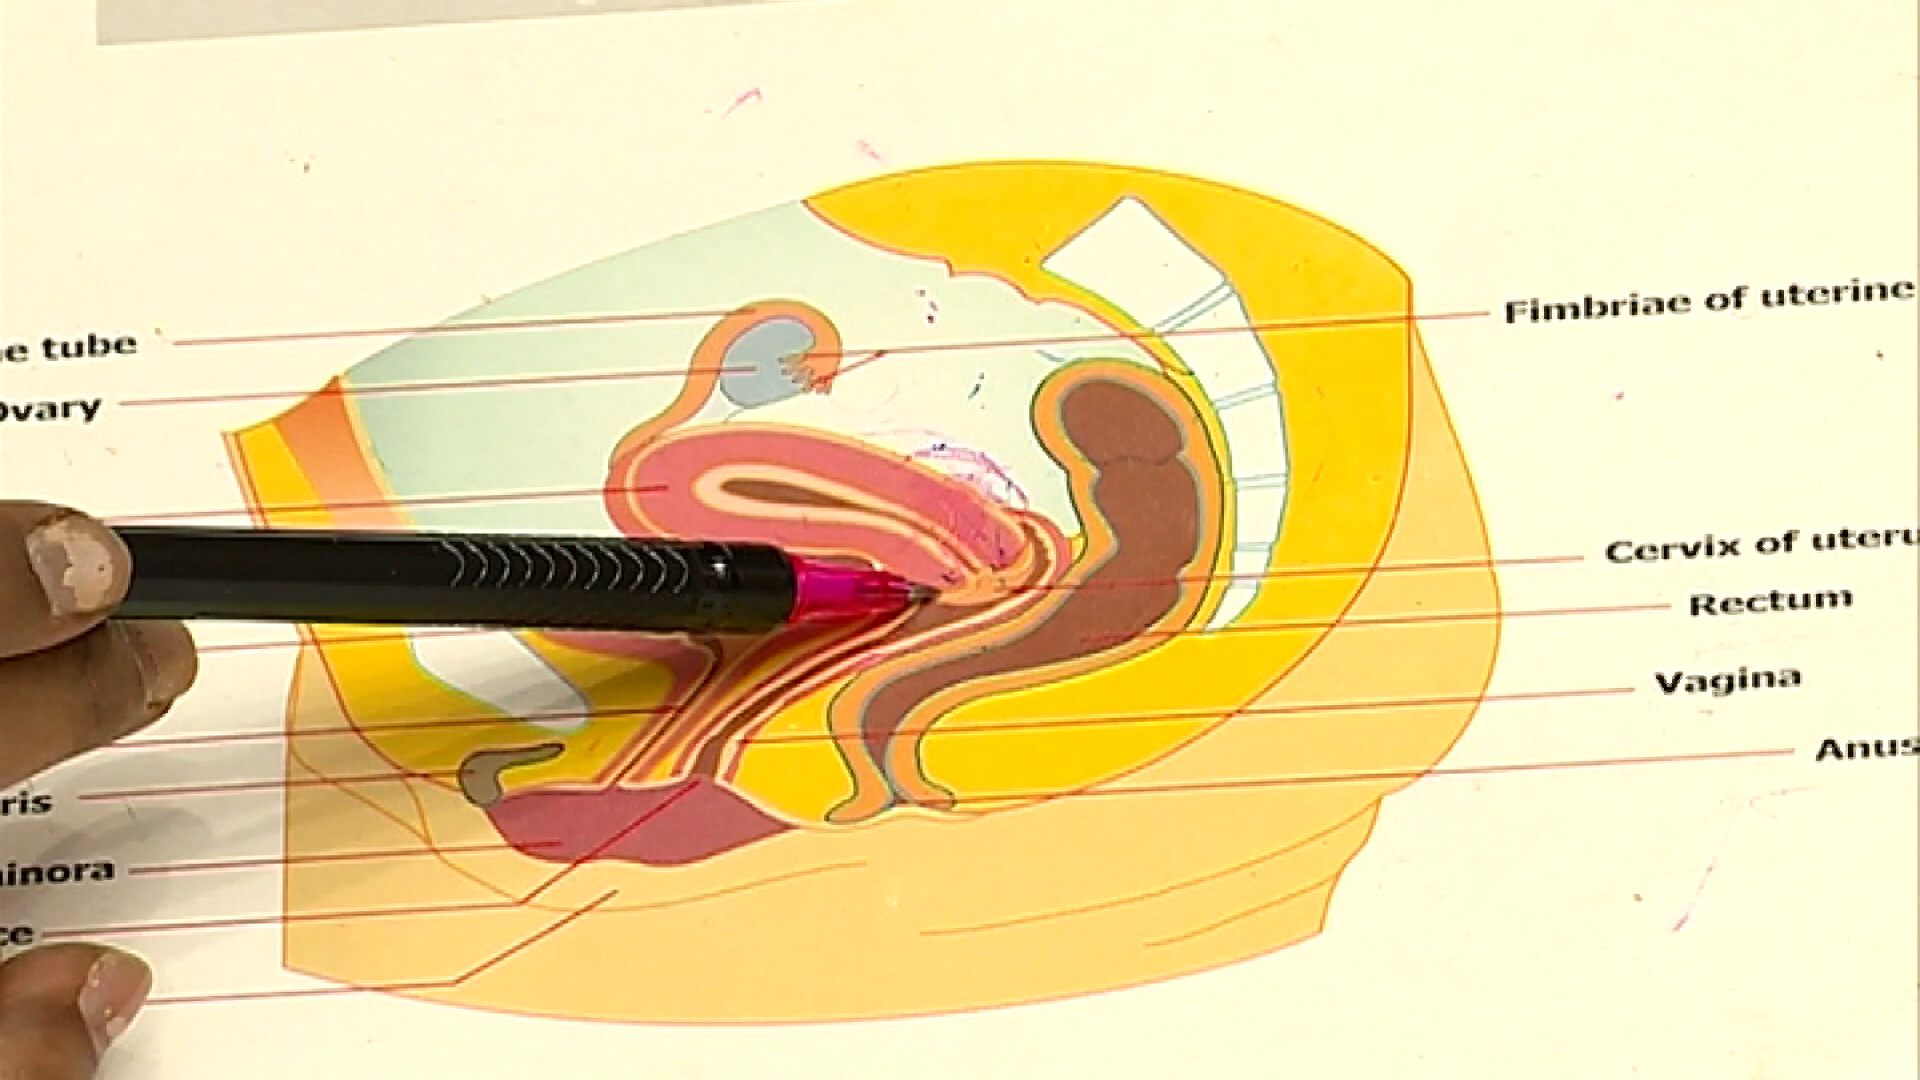 e tube
Ovary
ris
inora
ce
Fimbriae of uterine
Cervix of uteru
Rectum
Vagina
Anus